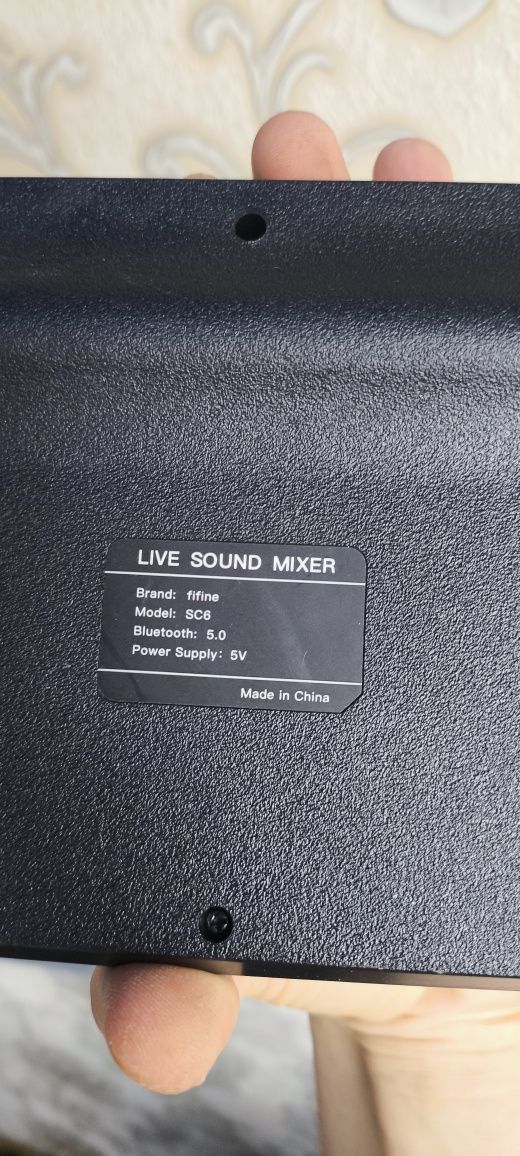 LIVE SOUND MIXER
Brand: fifine
Model: SC6
Bluetooth: 5.0
Power Supply: 5V
Made in China